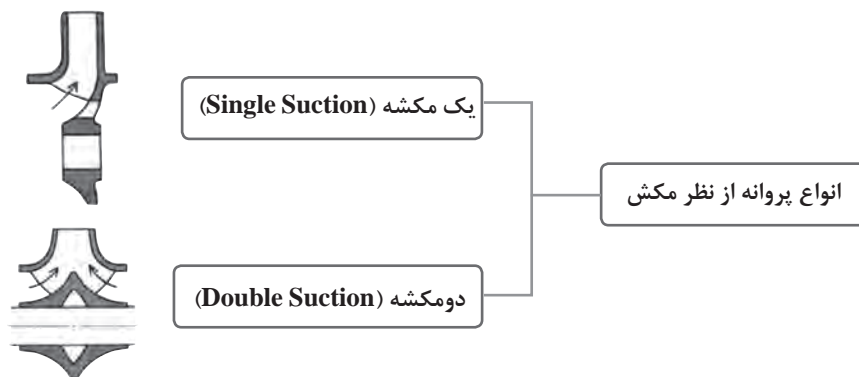 انواع پروانه از نظر مکش
یک مکشه (Single Suction)
دومکشه (Double Suction)